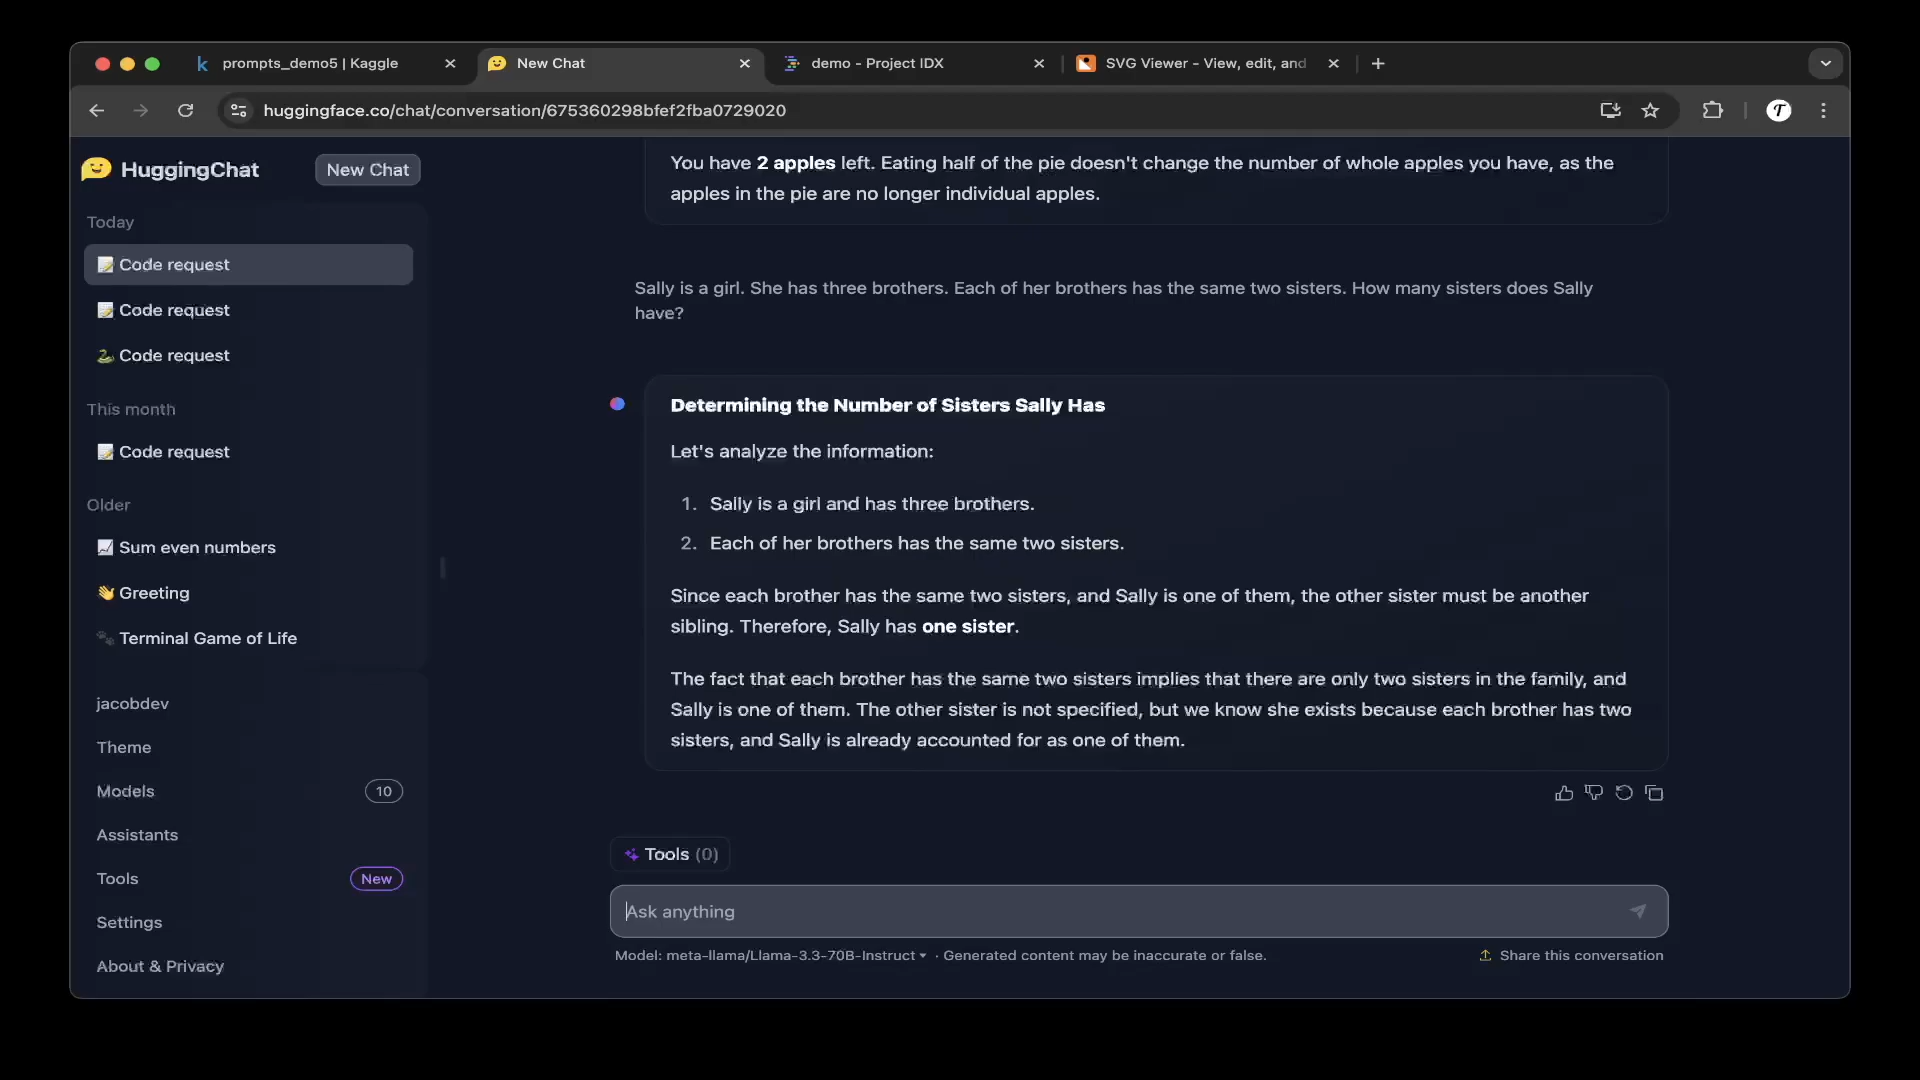 prompts_demo5 | Kaggle
New Chat
demo - Project IDX
SVG Viewer - View, edit, and
huggingface.co/chat/conversation/675360298bfef2fba0729020
HuggingChat
New Chat
Today
Code request
Code request
Code request
This month
Code request
Older
Sum even numbers
Greeting
Terminal Game of Life
jacobdev
Theme
Models
10
Assistants
Tools
New
Settings
About & Privacy
You have 2 apples left. Eating half of the pie doesn't change the number of whole apples you have, as the
apples in the pie are no longer individual apples.
Sally is a girl. She has three brothers. Each of her brothers has the same two sisters. How many sisters does Sally
have?
Determining the Number of Sisters Sally Has
Let's analyze the information:
1. Sally is a girl and has three brothers.
2. Each of her brothers has the same two sisters.
Since each brother has the same two sisters, and Sally is one of them, the other sister must be another
sibling. Therefore, Sally has one sister.
The fact that each brother has the same two sisters implies that there are only two sisters in the family, and
Sally is one of them. The other sister is not specified, but we know she exists because each brother has two
sisters, and Sally is already accounted for as one of them.
Tools (0)
Ask anything
Model: meta-llama/Llama-3.3-70B-Instruct · Generated content may be inaccurate or false.
Share this conversation